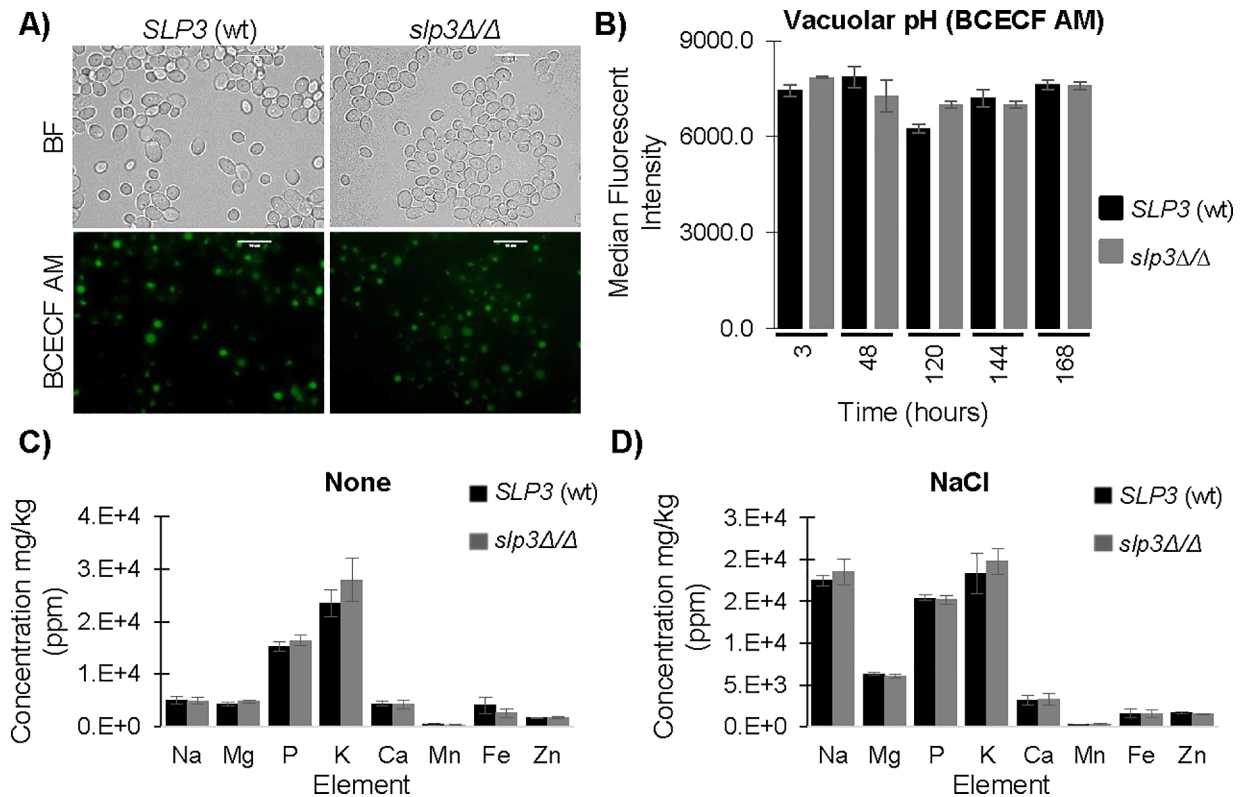 A)
SLP3 (wt)
slp3Δ/Δ
BF
BCECF AM
B)
Vacuolar pH (BCECF AM)
Median Fluorescent
Intensity
9000.0
6000.0
3000.0
0.0
3
48
120
144
168
Time (hours)
SLP3 (wt)
slp3Δ/Δ
C)
None
SLP3 (wt)
slp3Δ/Δ
Concentration mg/kg
(ppm)
4.E+4
3.E+4
2.E+4
1.E+4
0.E+0
Na Mg P K Ca Mn Fe Zn
Element
D)
NaCl
SLP3 (wt)
slp3Δ/Δ
Concentration mg/kg
(ppm)
3.E+4
2.E+4
2.E+4
1.E+4
5.E+3
0.E+0
Na Mg P K Ca Mn Fe Zn
Element